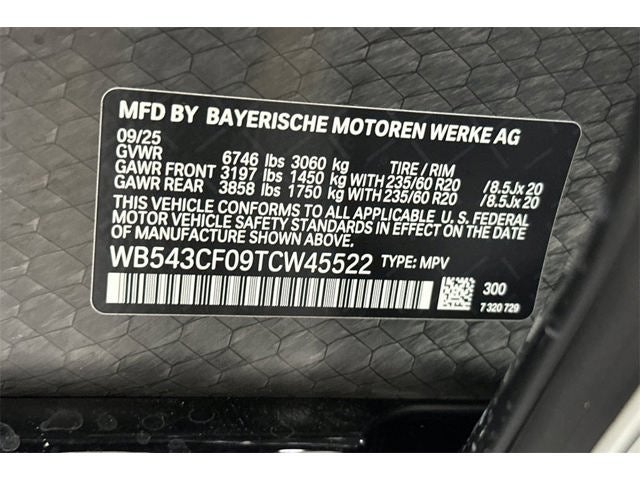 MFD BY BAYERISCHE MOTOREN WERKE AG
09/25
GVWR 6746 lbs 3060 kg TIRE / RIM
GAWR FRONT 3197 lbs 1450 kg WITH 235/60 R20 /8.5Jx20
GAWR REAR 3858 lbs 1750 kg WITH 235/60 R20 /8.5Jx20
THIS VEHICLE CONFORMS TO ALL APPLICABLE U. S. FEDERAL
MOTOR VEHICLE SAFETY STANDARDS IN EFFECT ON THE DATE
OF MANUFACTURE SHOWN ABOVE.
WB543CF09TCW45522 TYPE: MPV
300
7 320 729